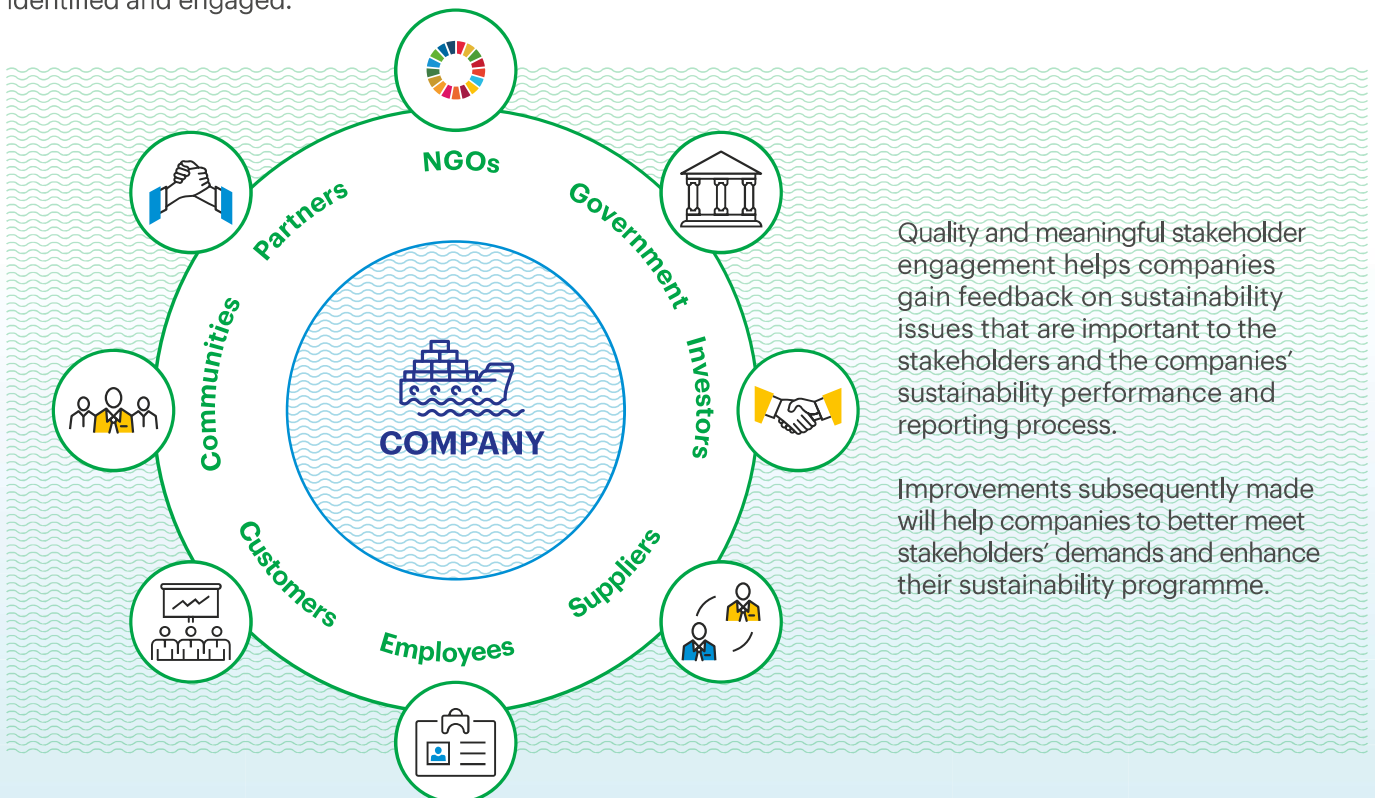 identified and engaged.
NGOs
Government
Investors
Suppliers
Employees
Customers
Communities
Partners
COMPANY
Quality and meaningful stakeholder
engagement helps companies
gain feedback on sustainability
issues that are important to the
stakeholders and the companies’
sustainability performance and
reporting process.
Improvements subsequently made
will help companies to better meet
stakeholders’ demands and enhance
their sustainability programme.